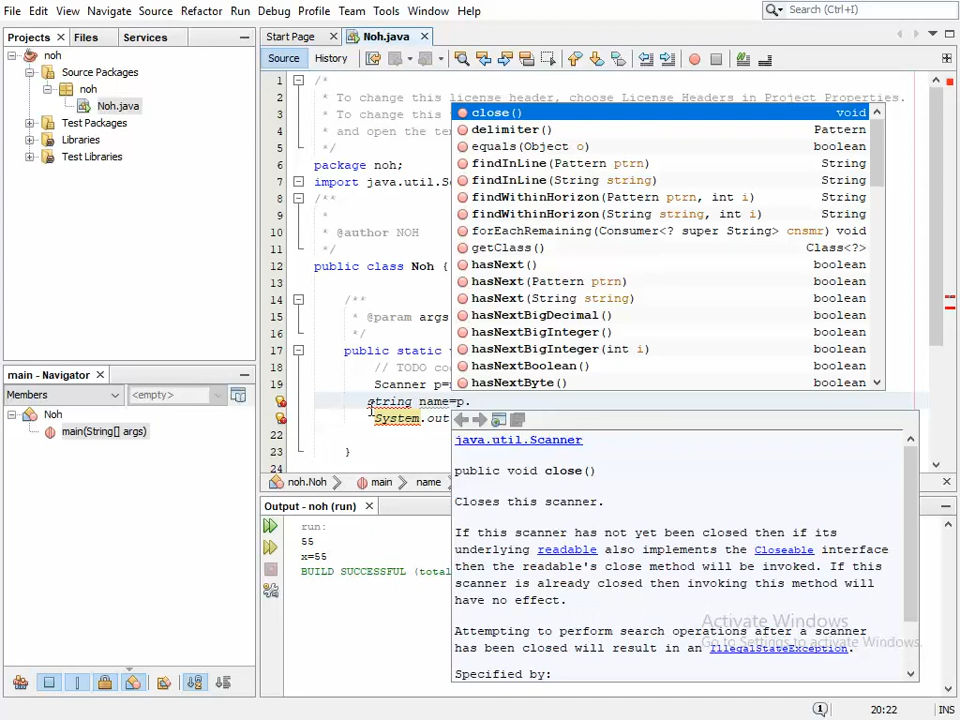 File Edit View Navigate Source Refactor Run Debug Profile Team Tools Window Help
Search (Ctrl+I)
Projects Files Services
noh
Source Packages
noh
Noh.java
Test Packages
Libraries
Test Libraries
main - Navigator
Members <empty>
Noh
main(String[] args)
Start Page Noh.java
Source History
1 /*
2 * To change this license header, choose License Headers in Project Properties.
3 * To change this
4 * and open the te
5 */
6 package noh;
7 import java.util.S
8 /**
9 *
10 * @author NOH
11 */
12 public class Noh {
13
14 /**
15 * @param args
16 */
17 public static
18 // TODO co
19 Scanner p=
string name=p.
System.out
22
23 }
24
close() void
delimiter() Pattern
equals(Object o) boolean
findInLine(Pattern ptrn) String
findInLine(String string) String
findWithinHorizon(Pattern ptrn, int i) String
findWithinHorizon(String string, int i) String
forEachRemaining(Consumer<? super String> cnsmr) void
getClass() Class<?>
hasNext() boolean
hasNext(Pattern ptrn) boolean
hasNext(String string) boolean
hasNextBigDecimal() boolean
hasNextBigInteger() boolean
hasNextBigInteger(int i) boolean
hasNextBoolean() boolean
hasNextByte() boolean
java.util.Scanner
public void close()
Closes this scanner.
If this scanner has not yet been closed then if its
underlying readable also implements the Closeable interface
then the readable's close method will be invoked. If this
scanner is already closed then invoking this method will
have no effect.
Attempting to perform search operations after a scanner
has been closed will result in an IllegalStateException.
Specified by:
noh.Noh main name
Output - noh (run)
run:
55
x=55
BUILD SUCCESSFUL (total
Activate Windows
Go to Settings to activate Windows.
1 20:22 INS